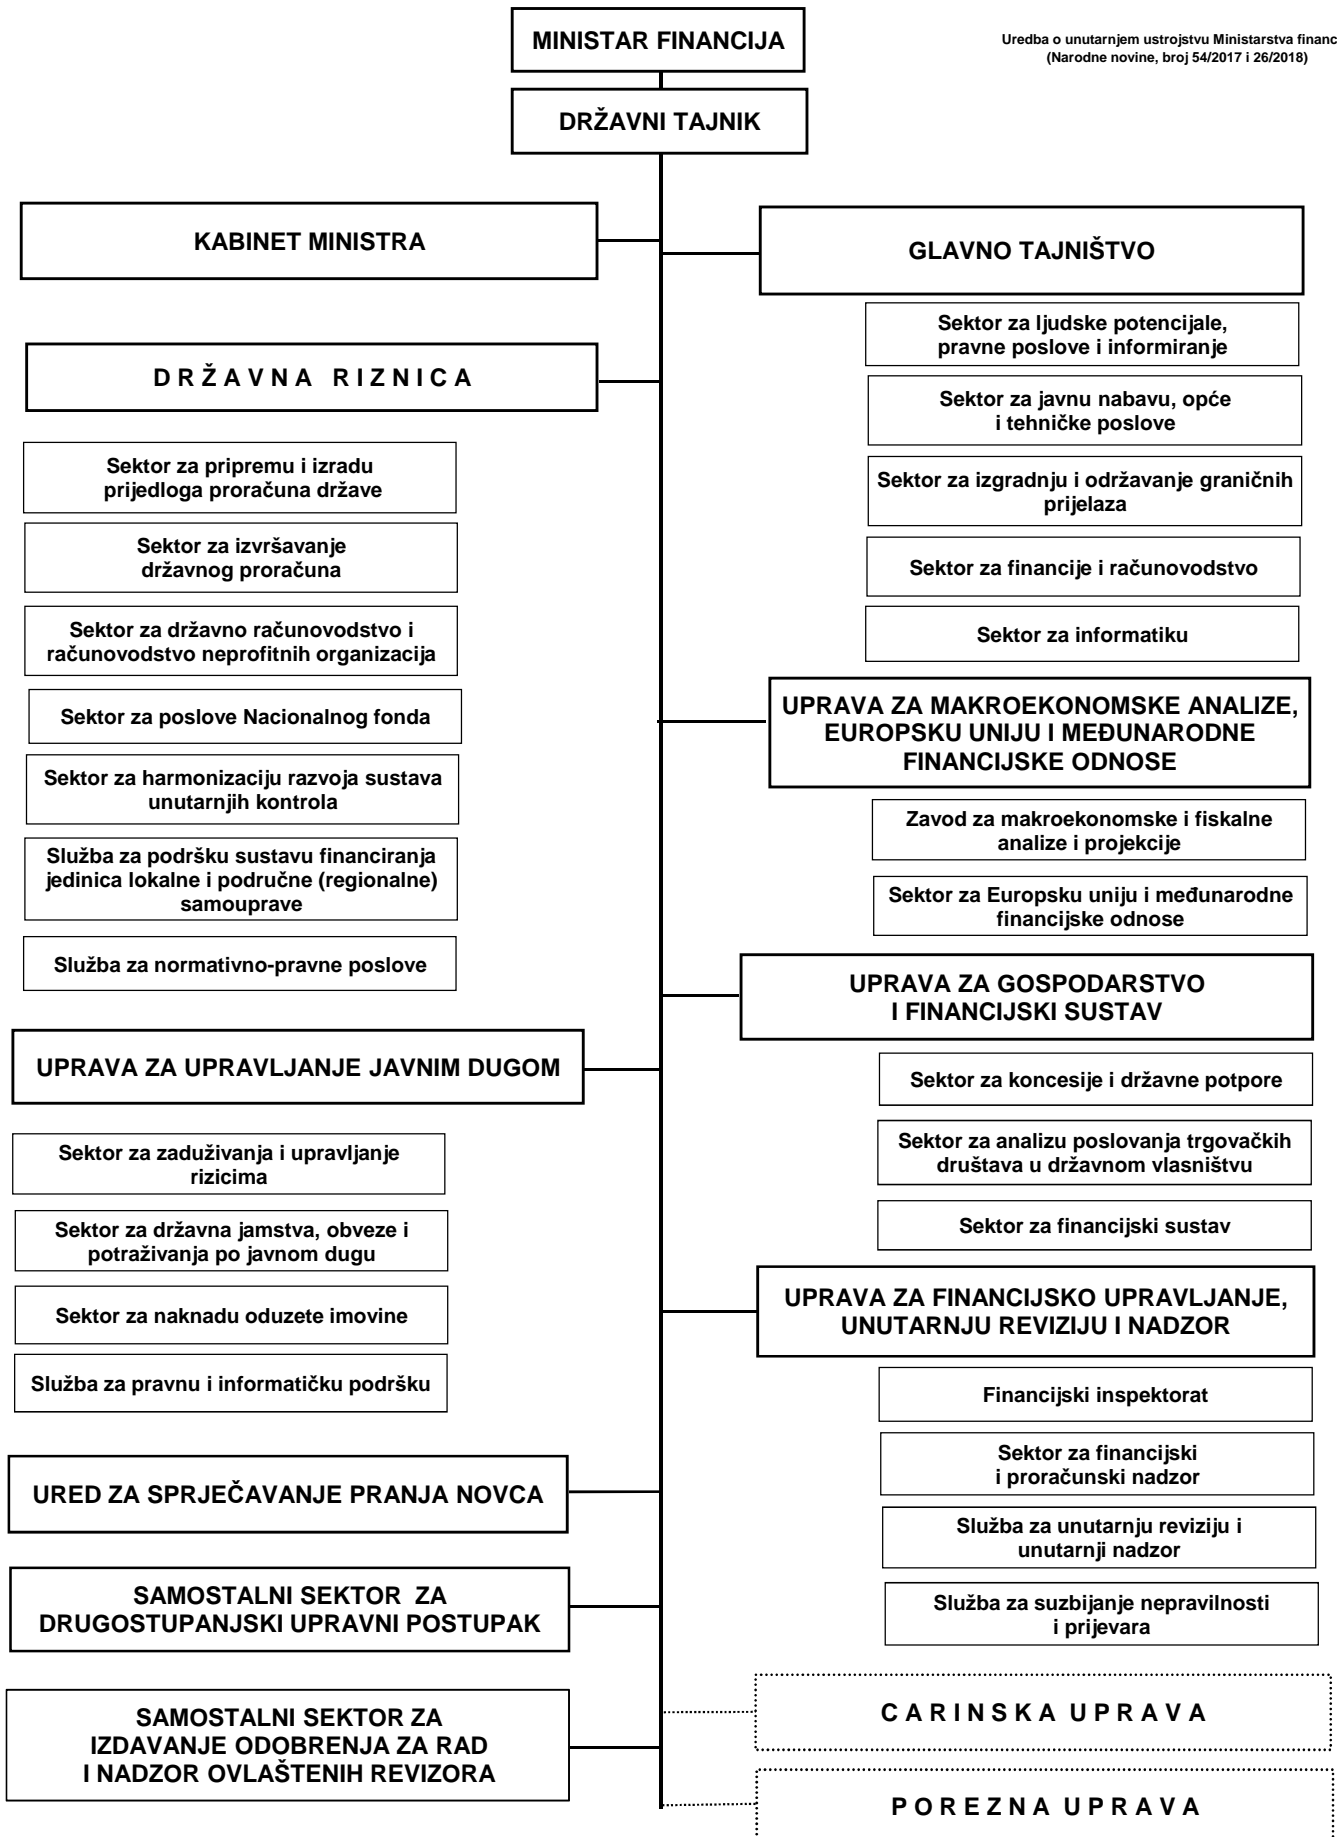 MINISTAR FINANCIJA
Uredba o unutarnjem ustrojstvu Ministarstva financ
(Narodne novine, broj 54/2017 i 26/2018)
DRŽAVNI TAJNIK
KABINET MINISTRA
DRŽAVNA RIZNICA
Sektor za pripremu i izradu
prijedloga proračuna države
Sektor za izvršavanje
državnog proračuna
Sektor za državno računovodstvo i
računovodstvo neprofitnih organizacija
Sektor za poslove Nacionalnog fonda
Sektor za harmonizaciju razvoja sustava
unutarnjih kontrola
Služba za podršku sustavu financiranja
jedinica lokalne i područne (regionalne)
samouprave
Služba za normativno-pravne poslove
UPRAVA ZA UPRAVLJANJE JAVNIM DUGOM
Sektor za zaduživanja i upravljanje
rizicima
Sektor za državna jamstva, obveze i
potraživanja po javnom dugu
Sektor za naknadu oduzete imovine
Služba za pravnu i informatičku podršku
URED ZA SPRJEČAVANJE PRANJA NOVCA
SAMOSTALNI SEKTOR ZA
DRUGOSTUPANJSKI UPRAVNI POSTUPAK
SAMOSTALNI SEKTOR ZA
IZDAVANJE ODOBRENJA ZA RAD
I NADZOR OVLAŠTENIH REVIZORA
GLAVNO TAJNIŠTVO
Sektor za ljudske potencijale,
pravne poslove i informiranje
Sektor za javnu nabavu, opće
i tehničke poslove
Sektor za izgradnju i održavanje graničnih
prijelaza
Sektor za financije i računovodstvo
Sektor za informatiku
UPRAVA ZA MAKROEKONOMSKE ANALIZE,
EUROPSKU UNIJU I MEĐUNARODNE
FINANCIJSKE ODNOSE
Zavod za makroekonomske i fiskalne
analize i projekcije
Sektor za Europsku uniju i međunarodne
financijske odnose
UPRAVA ZA GOSPODARSTVO
I FINANCIJSKI SUSTAV
Sektor za koncesije i državne potpore
Sektor za analizu poslovanja trgovačkih
društava u državnom vlasništvu
Sektor za financijski sustav
UPRAVA ZA FINANCIJSKO UPRAVLJANJE,
UNUTARNJU REVIZIJU I NADZOR
Financijski inspektorat
Sektor za financijski
i proračunski nadzor
Služba za unutarnju reviziju i
unutarnji nadzor
Služba za suzbijanje nepravilnosti
i prijevara
CARINSKA UPRAVA
POREZNA UPRAVA